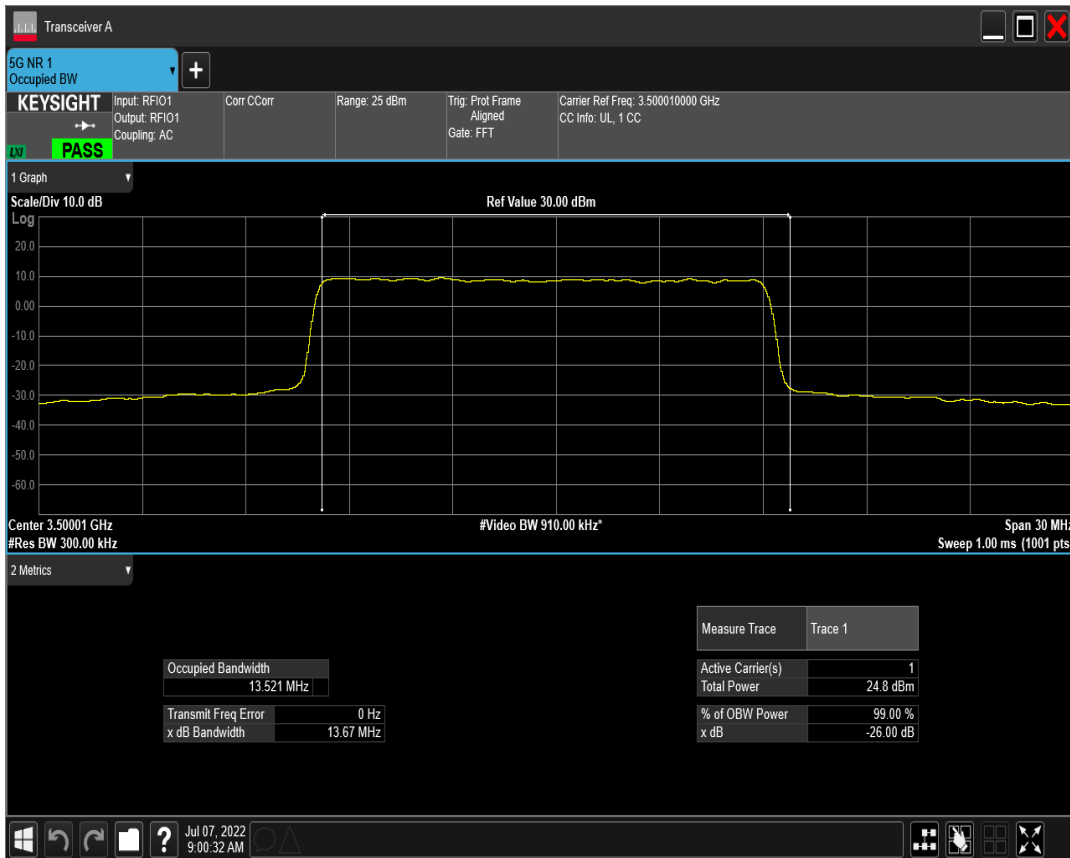 Transceiver A
5G NR 1
Occupied BW
KEYSIGHT
LXI
PASS
Input: RFIO1
Output: RFIO1
Coupling: AC
Corr CCorr
Range: 25 dBm
Trig: Prot Frame
Aligned
Gate: FFT
Carrier Ref Freq: 3.500010000 GHz
CC Info: UL, 1 CC
1 Graph
Scale/Div 10.0 dB
Ref Value 30.00 dBm
Log
20.0
10.0
0.00
-10.0
-20.0
-30.0
-40.0
-50.0
-60.0
Center 3.50001 GHz
#Video BW 910.00 kHz*
Span 30 MHz
#Res BW 300.00 kHz
Sweep 1.00 ms (1001 pts
2 Metrics
Measure Trace Trace 1
Occupied Bandwidth
13.521 MHz
Active Carrier(s) 1
Total Power 24.8 dBm
Transmit Freq Error 0 Hz
x dB Bandwidth 13.67 MHz
% of OBW Power 99.00 %
x dB -26.00 dB
Jul 07, 2022
9:00:32 AM